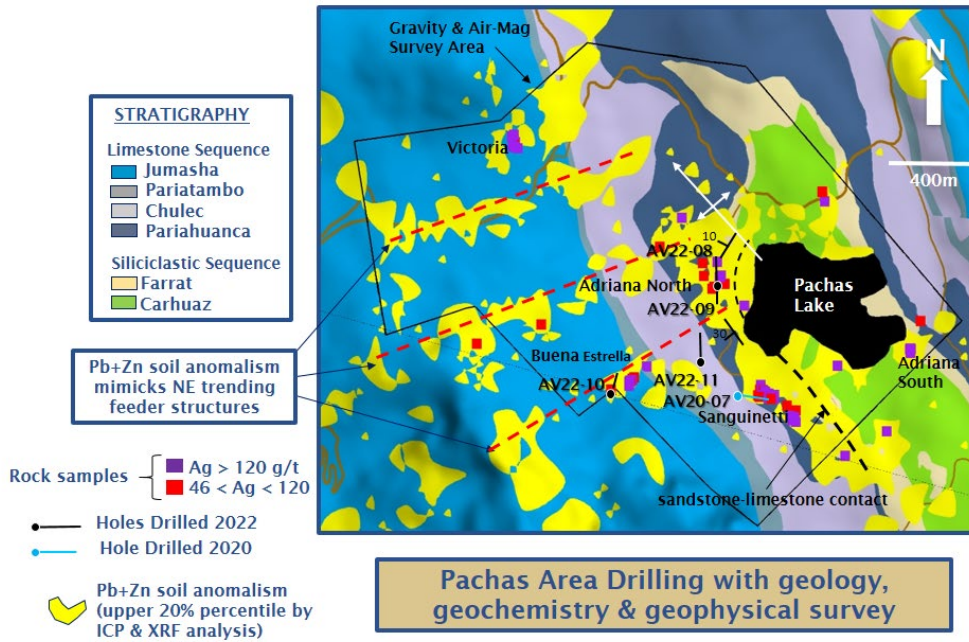 Gravity & Air-Mag
Survey Area
N
400m
STRATIGRAPHY
Limestone Sequence
Jumasha
Pariatambo
Chulec
Pariahuanca
Siliciclastic Sequence
Farrat
Carhuaz
Victoria
10
AV22-08
Adriana North
AV22-09
30
Pachas
Lake
Buena Estrella
AV22-10
AV22-11
AV20-07
Sanguinetti
Adriana
South
sandstone-limestone contact
Pb+Zn soil anomalism
mimicks NE trending
feeder structures
Rock samples
Ag > 120 g/t
46 < Ag < 120
Holes Drilled 2022
Hole Drilled 2020
Pb+Zn soil anomalism
(upper 20% percentile by
ICP & XRF analysis)
Pachas Area Drilling with geology,
geochemistry & geophysical survey